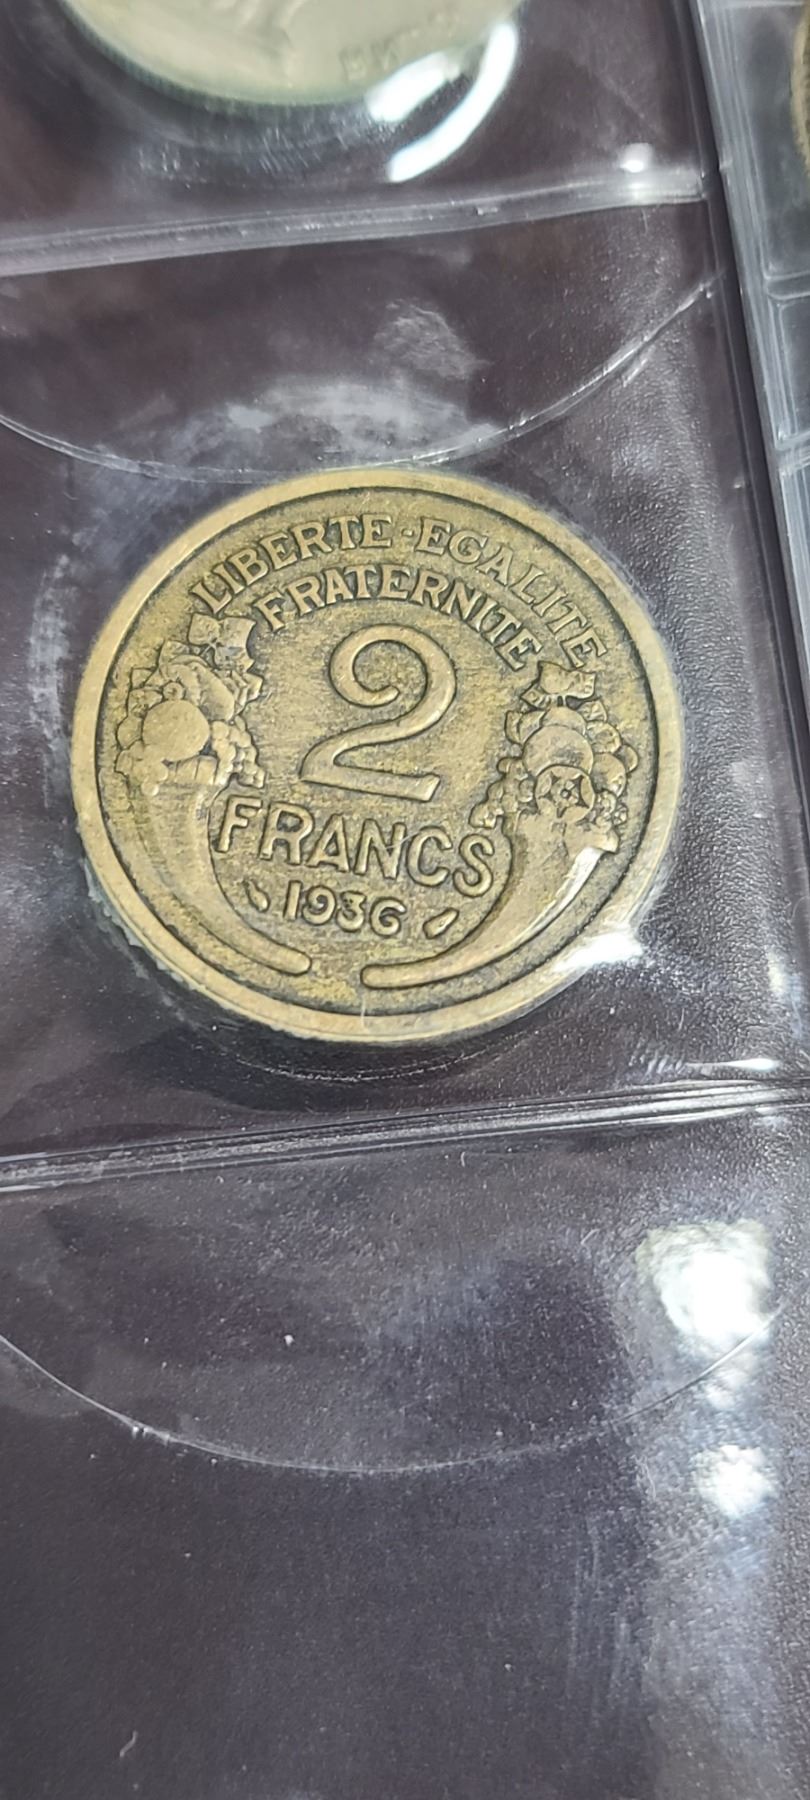 LIBERTE-EGALITE
FRATERNITE
2
FRANCS
1936